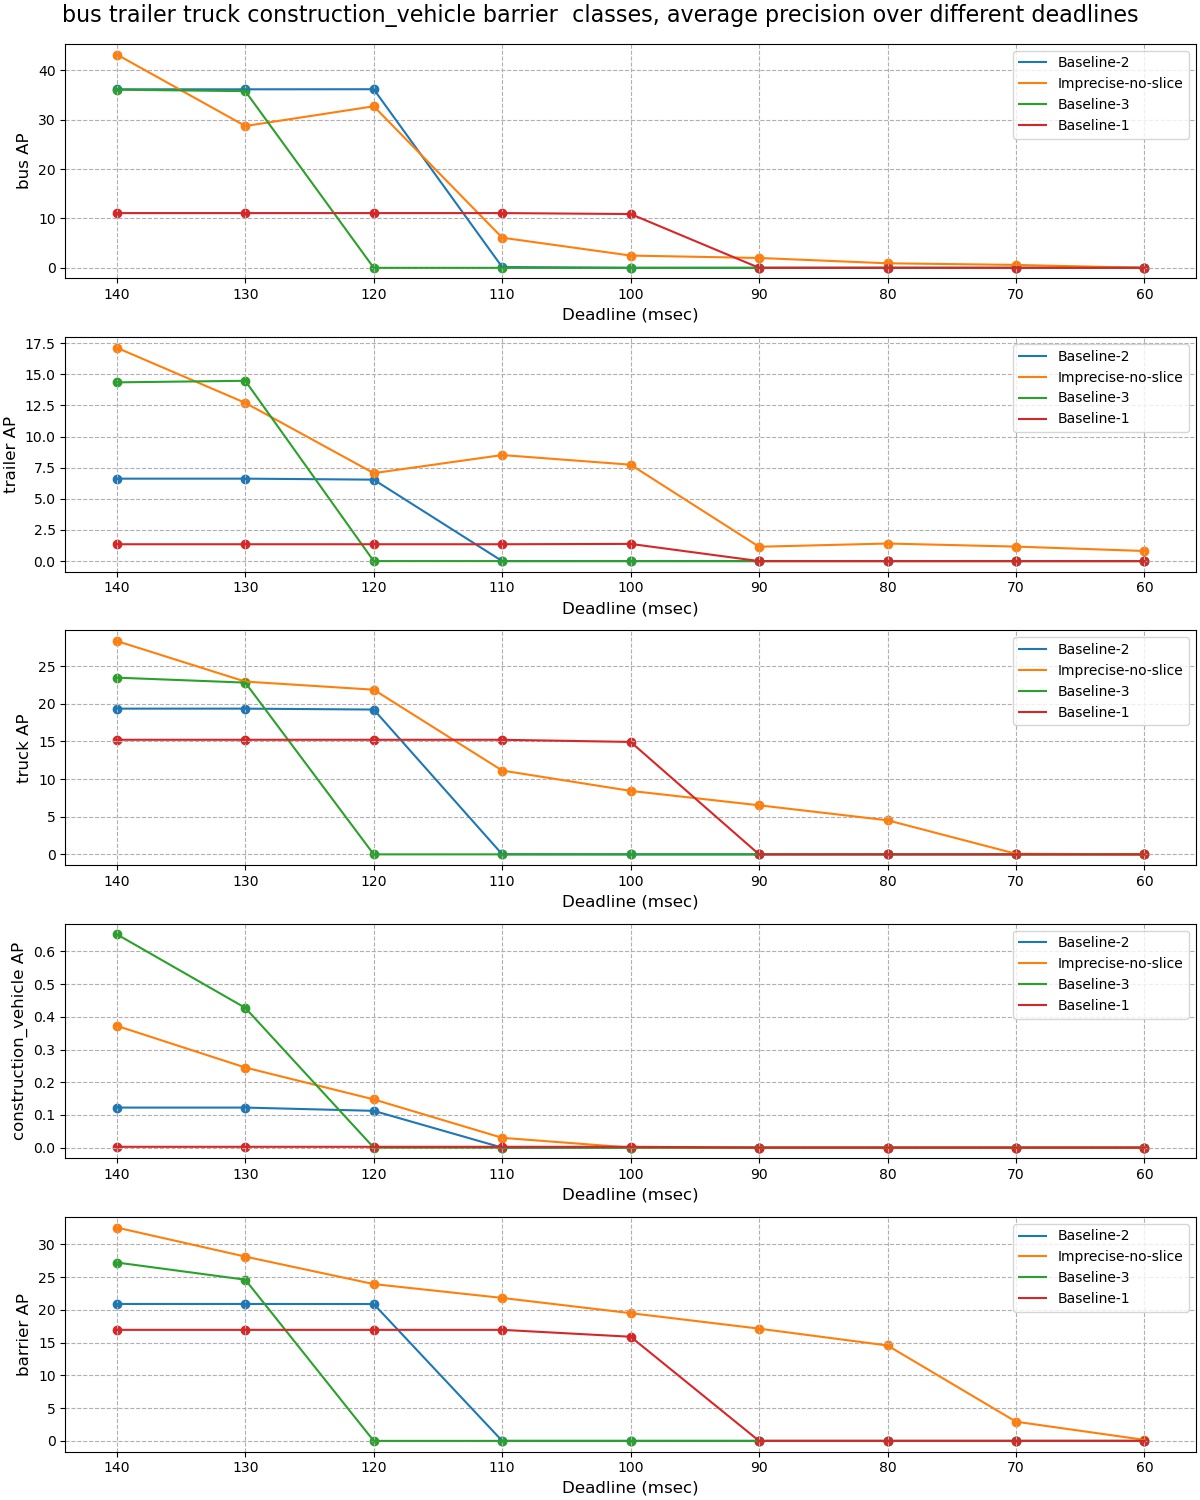 bus trailer truck construction_vehicle barrier  classes, average precision over different deadlines
40
30
20
10
0
bus AP
Baseline-2
Imprecise-no-slice
Baseline-3
Baseline-1
140 130 120 110 100 90 80 70 60
Deadline (msec)
17.5
15.0
12.5
10.0
7.5
5.0
2.5
0.0
trailer AP
Baseline-2
Imprecise-no-slice
Baseline-3
Baseline-1
140 130 120 110 100 90 80 70 60
Deadline (msec)
25
20
15
10
5
0
truck AP
Baseline-2
Imprecise-no-slice
Baseline-3
Baseline-1
140 130 120 110 100 90 80 70 60
Deadline (msec)
0.6
0.5
0.4
0.3
0.2
0.1
0.0
construction_vehicle AP
Baseline-2
Imprecise-no-slice
Baseline-3
Baseline-1
140 130 120 110 100 90 80 70 60
Deadline (msec)
30
25
20
15
10
5
0
barrier AP
Baseline-2
Imprecise-no-slice
Baseline-3
Baseline-1
140 130 120 110 100 90 80 70 60
Deadline (msec)